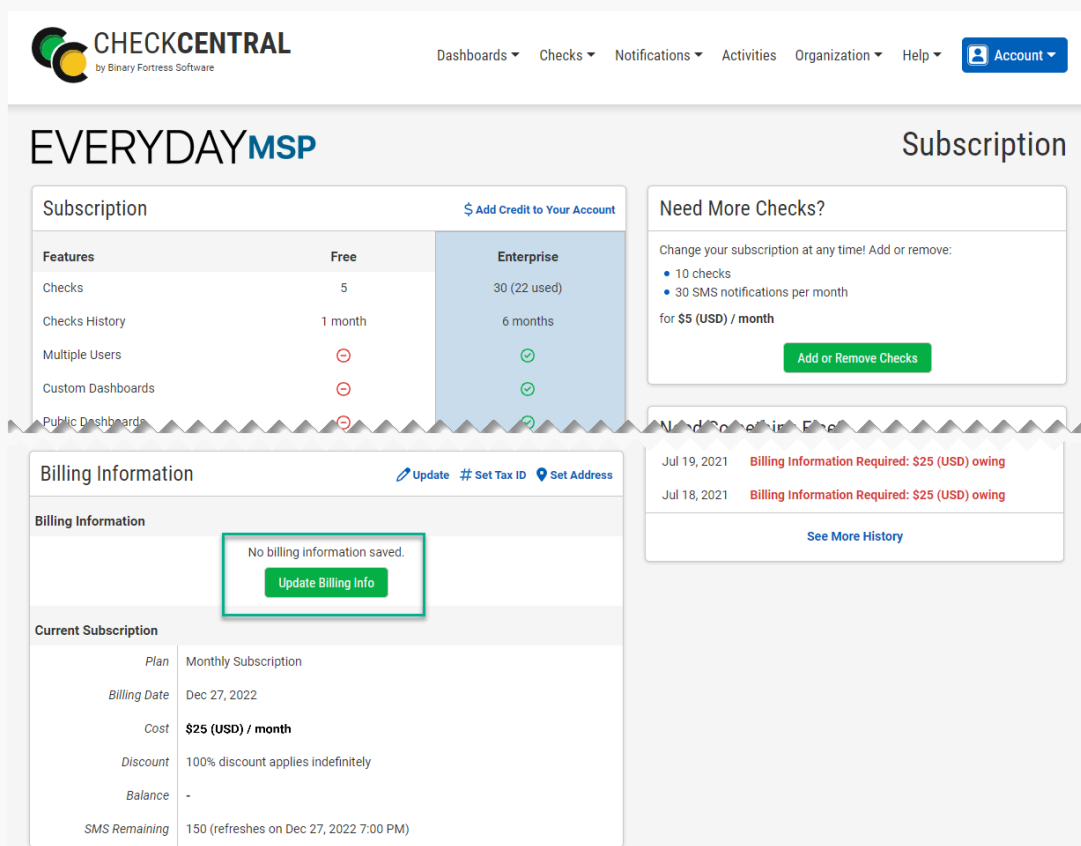 CHECKCENTRAL
by Binary Fortress Software
Dashboards Checks Notifications Activities Organization Help Account
EVERYDAYMSP
Subscription
Subscription
$ Add Credit to Your Account
Features Free Enterprise
Checks 5 30 (22 used)
Checks History 1 month 6 months
Multiple Users
Custom Dashboards
Public Dashboards
Need More Checks?
Change your subscription at any time! Add or remove:
• 10 checks
• 30 SMS notifications per month
for $5 (USD) / month
Add or Remove Checks
Need Something Else?
Billing Information
Update # Set Tax ID Set Address
Billing Information
No billing information saved.
Update Billing Info
Current Subscription
Plan Monthly Subscription
Billing Date Dec 27, 2022
Cost $25 (USD) / month
Discount 100% discount applies indefinitely
Balance -
SMS Remaining 150 (refreshes on Dec 27, 2022 7:00 PM)
Jul 19, 2021 Billing Information Required: $25 (USD) owing
Jul 18, 2021 Billing Information Required: $25 (USD) owing
See More History